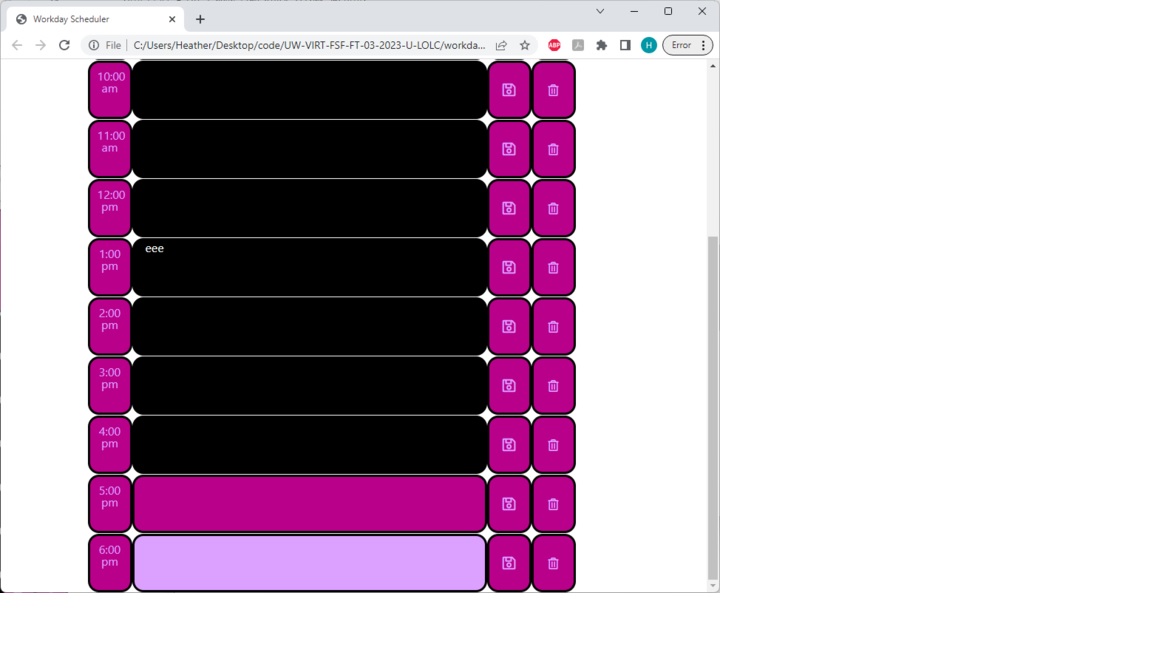 Workday Scheduler
File
C:/Users/Heather/Desktop/code/UW-VIRT-FSF-FT-03-2023-U-LOLC/workda...
ABP
H
Error
10:00
am
11:00
am
12:00
pm
1:00
pm
eee
2:00
pm
3:00
pm
4:00
pm
5:00
pm
6:00
pm